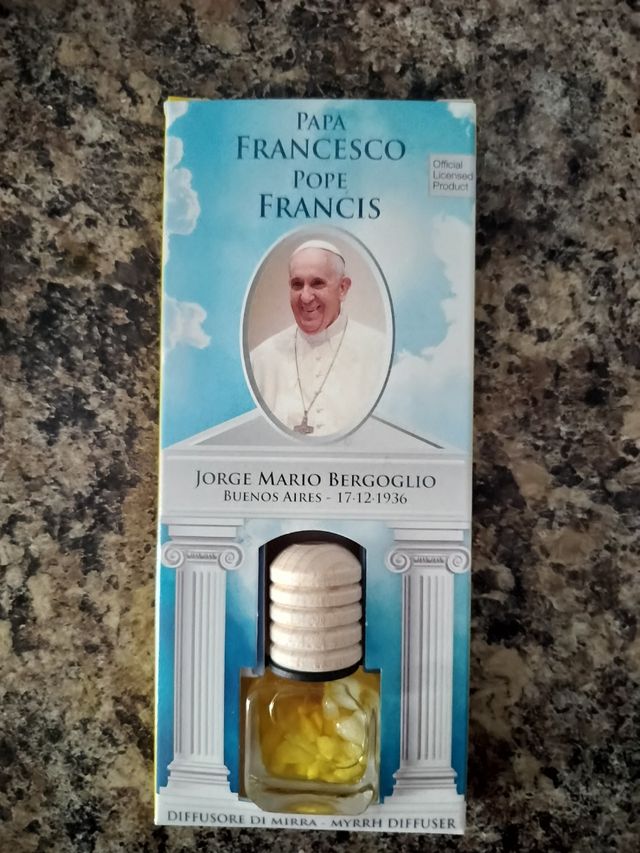 PAPA
FRANCESCO
POPE
FRANCIS
Official
Licensed
Product
JORGE MARIO BERGOGLIO
BUENOS AIRES - 17·12·1936
DIFFUSORE DI MIRRA - MYRRH DIFFUSER